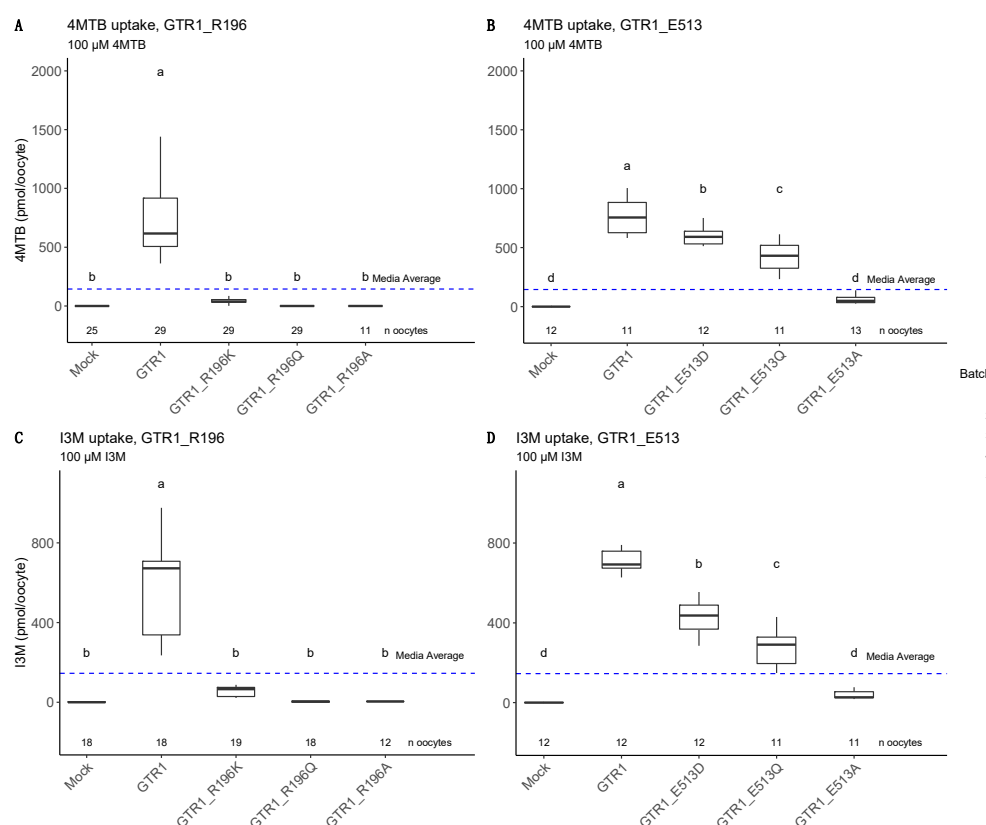 A 4MTB uptake, GTR1_R196
100 µM 4MTB
4MTB (pmol/oocyte)
2000
1500
1000
500
0
a
b b b b Media Average
25 29 29 29 11 n oocytes
Mock GTR1 GTR1_R196K GTR1_R196Q GTR1_R196A
B 4MTB uptake, GTR1_E513
100 µM 4MTB
2000
1500
1000
500
0
a
b c
d d Media Average
12 11 12 11 13 n oocytes
Mock GTR1 GTR1_E513D GTR1_E513Q GTR1_E513A
Batch
C I3M uptake, GTR1_R196
100 µM I3M
I3M (pmol/oocyte)
800
400
0
a
b b b b Media Average
18 18 19 18 12 n oocytes
Mock GTR1 GTR1_R196K GTR1_R196Q GTR1_R196A
D I3M uptake, GTR1_E513
100 µM I3M
800
400
0
a
b c
d d Media Average
12 12 12 11 11 n oocytes
Mock GTR1 GTR1_E513D GTR1_E513Q GTR1_E513A